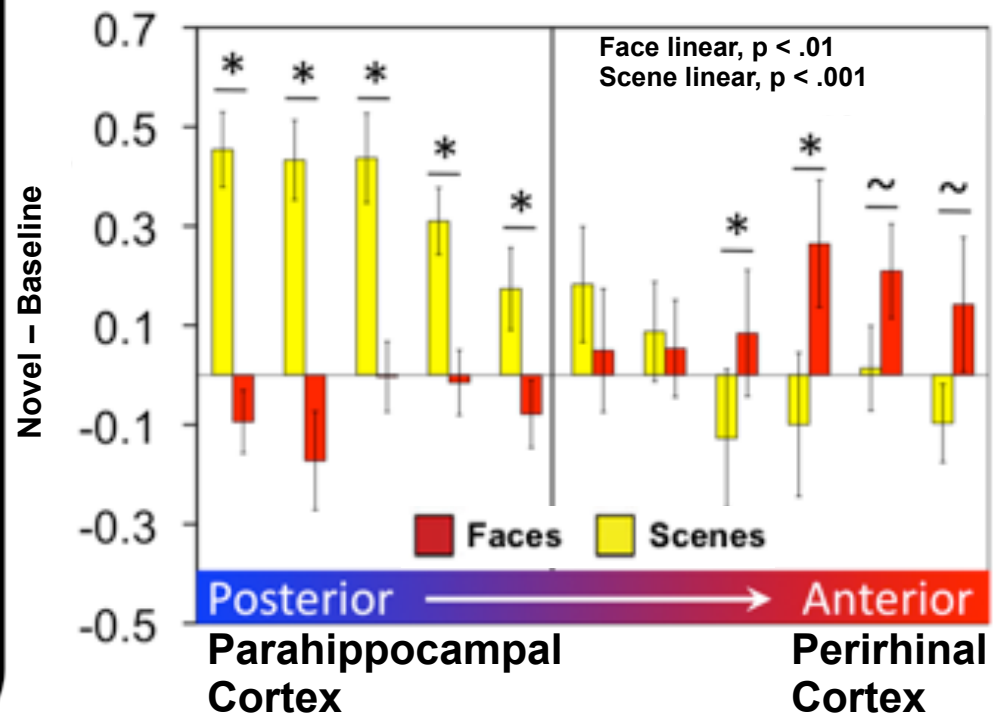 0.7
0.5
0.3
0.1
-0.1
-0.3
-0.5
Novel – Baseline
* * * * *
* * ~ ~
Face linear, p < .01
Scene linear, p < .001
Faces Scenes
Posterior Anterior
Parahippocampal
Cortex
Perirhinal
Cortex